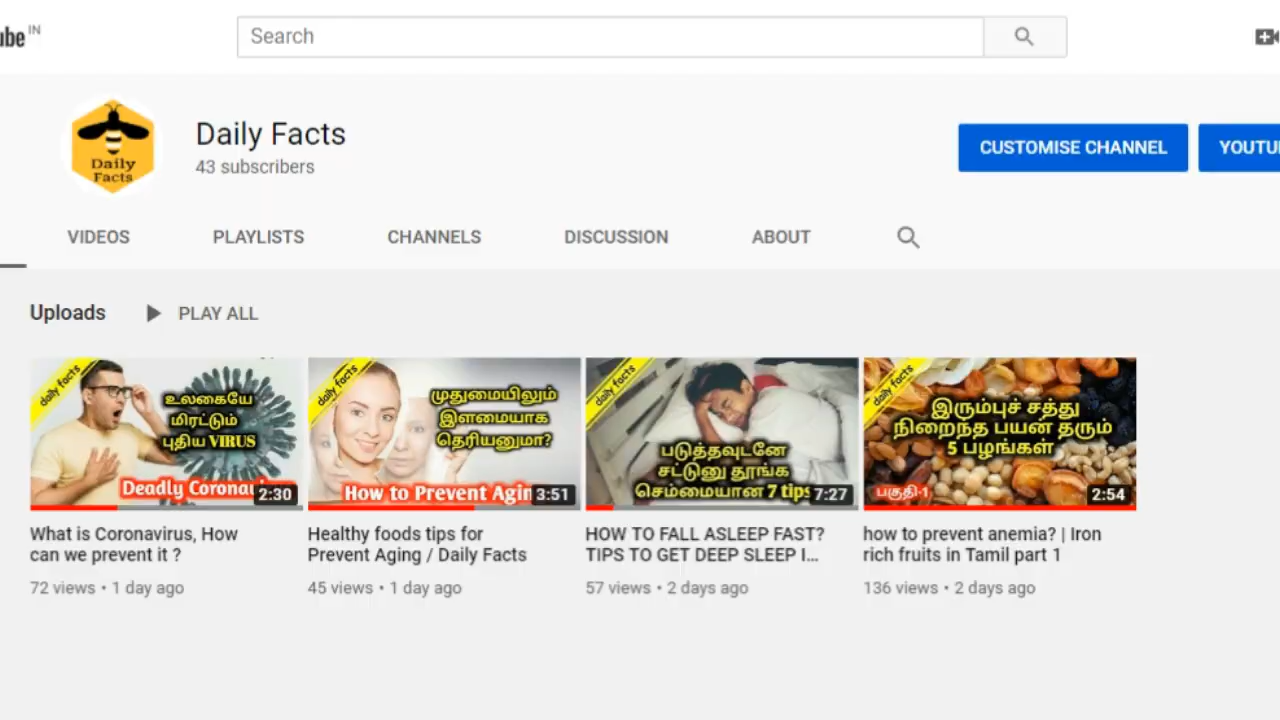 ube IN
Search
Daily Facts
43 subscribers
CUSTOMISE CHANNEL
YOUTU
Daily
Facts
VIDEOS PLAYLISTS CHANNELS DISCUSSION ABOUT
Uploads PLAY ALL
daily facts
உலகையே
மிரட்டும்
புதிய VIRUS
Deadly Coronau
2:30
daily facts
முதுமையிலும்
இளமையாக
தெரியனுமா?
How to Prevent Agin
3:51
daily facts
படுத்தவுடனே
சட்டுனு தூங்க
செம்மையான 7 tips
7:27
daily facts
இரும்புச் சத்து
நிறைந்த பயன் தரும்
5 பழங்கள்
பகுதி-1
2:54
What is Coronavirus, How
can we prevent it ?
72 views • 1 day ago
Healthy foods tips for
Prevent Aging / Daily Facts
45 views • 1 day ago
HOW TO FALL ASLEEP FAST?
TIPS TO GET DEEP SLEEP I...
57 views • 2 days ago
how to prevent anemia? | Iron
rich fruits in Tamil part 1
136 views • 2 days ago